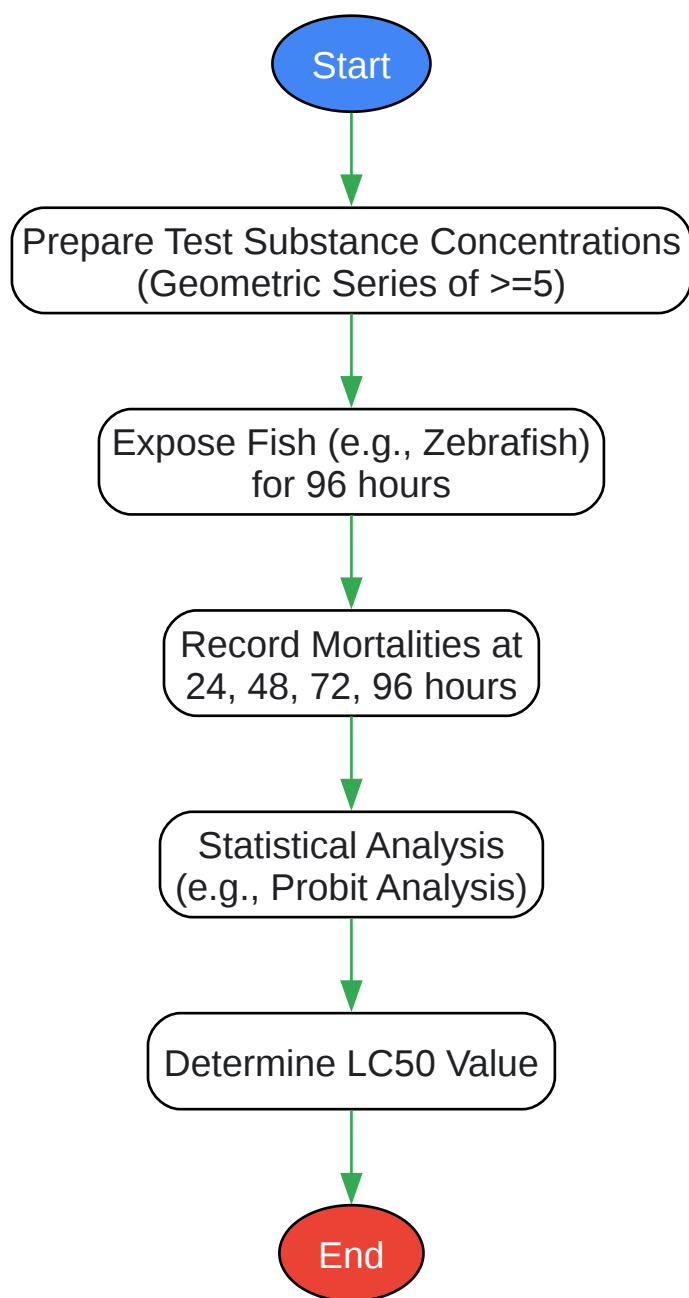 Start
Prepare Test Substance Concentrations
(Geometric Series of >=5)
Expose Fish (e.g., Zebrafish)
for 96 hours
Record Mortalities at
24, 48, 72, 96 hours
Statistical Analysis
(e.g., Probit Analysis)
Determine LC50 Value
End